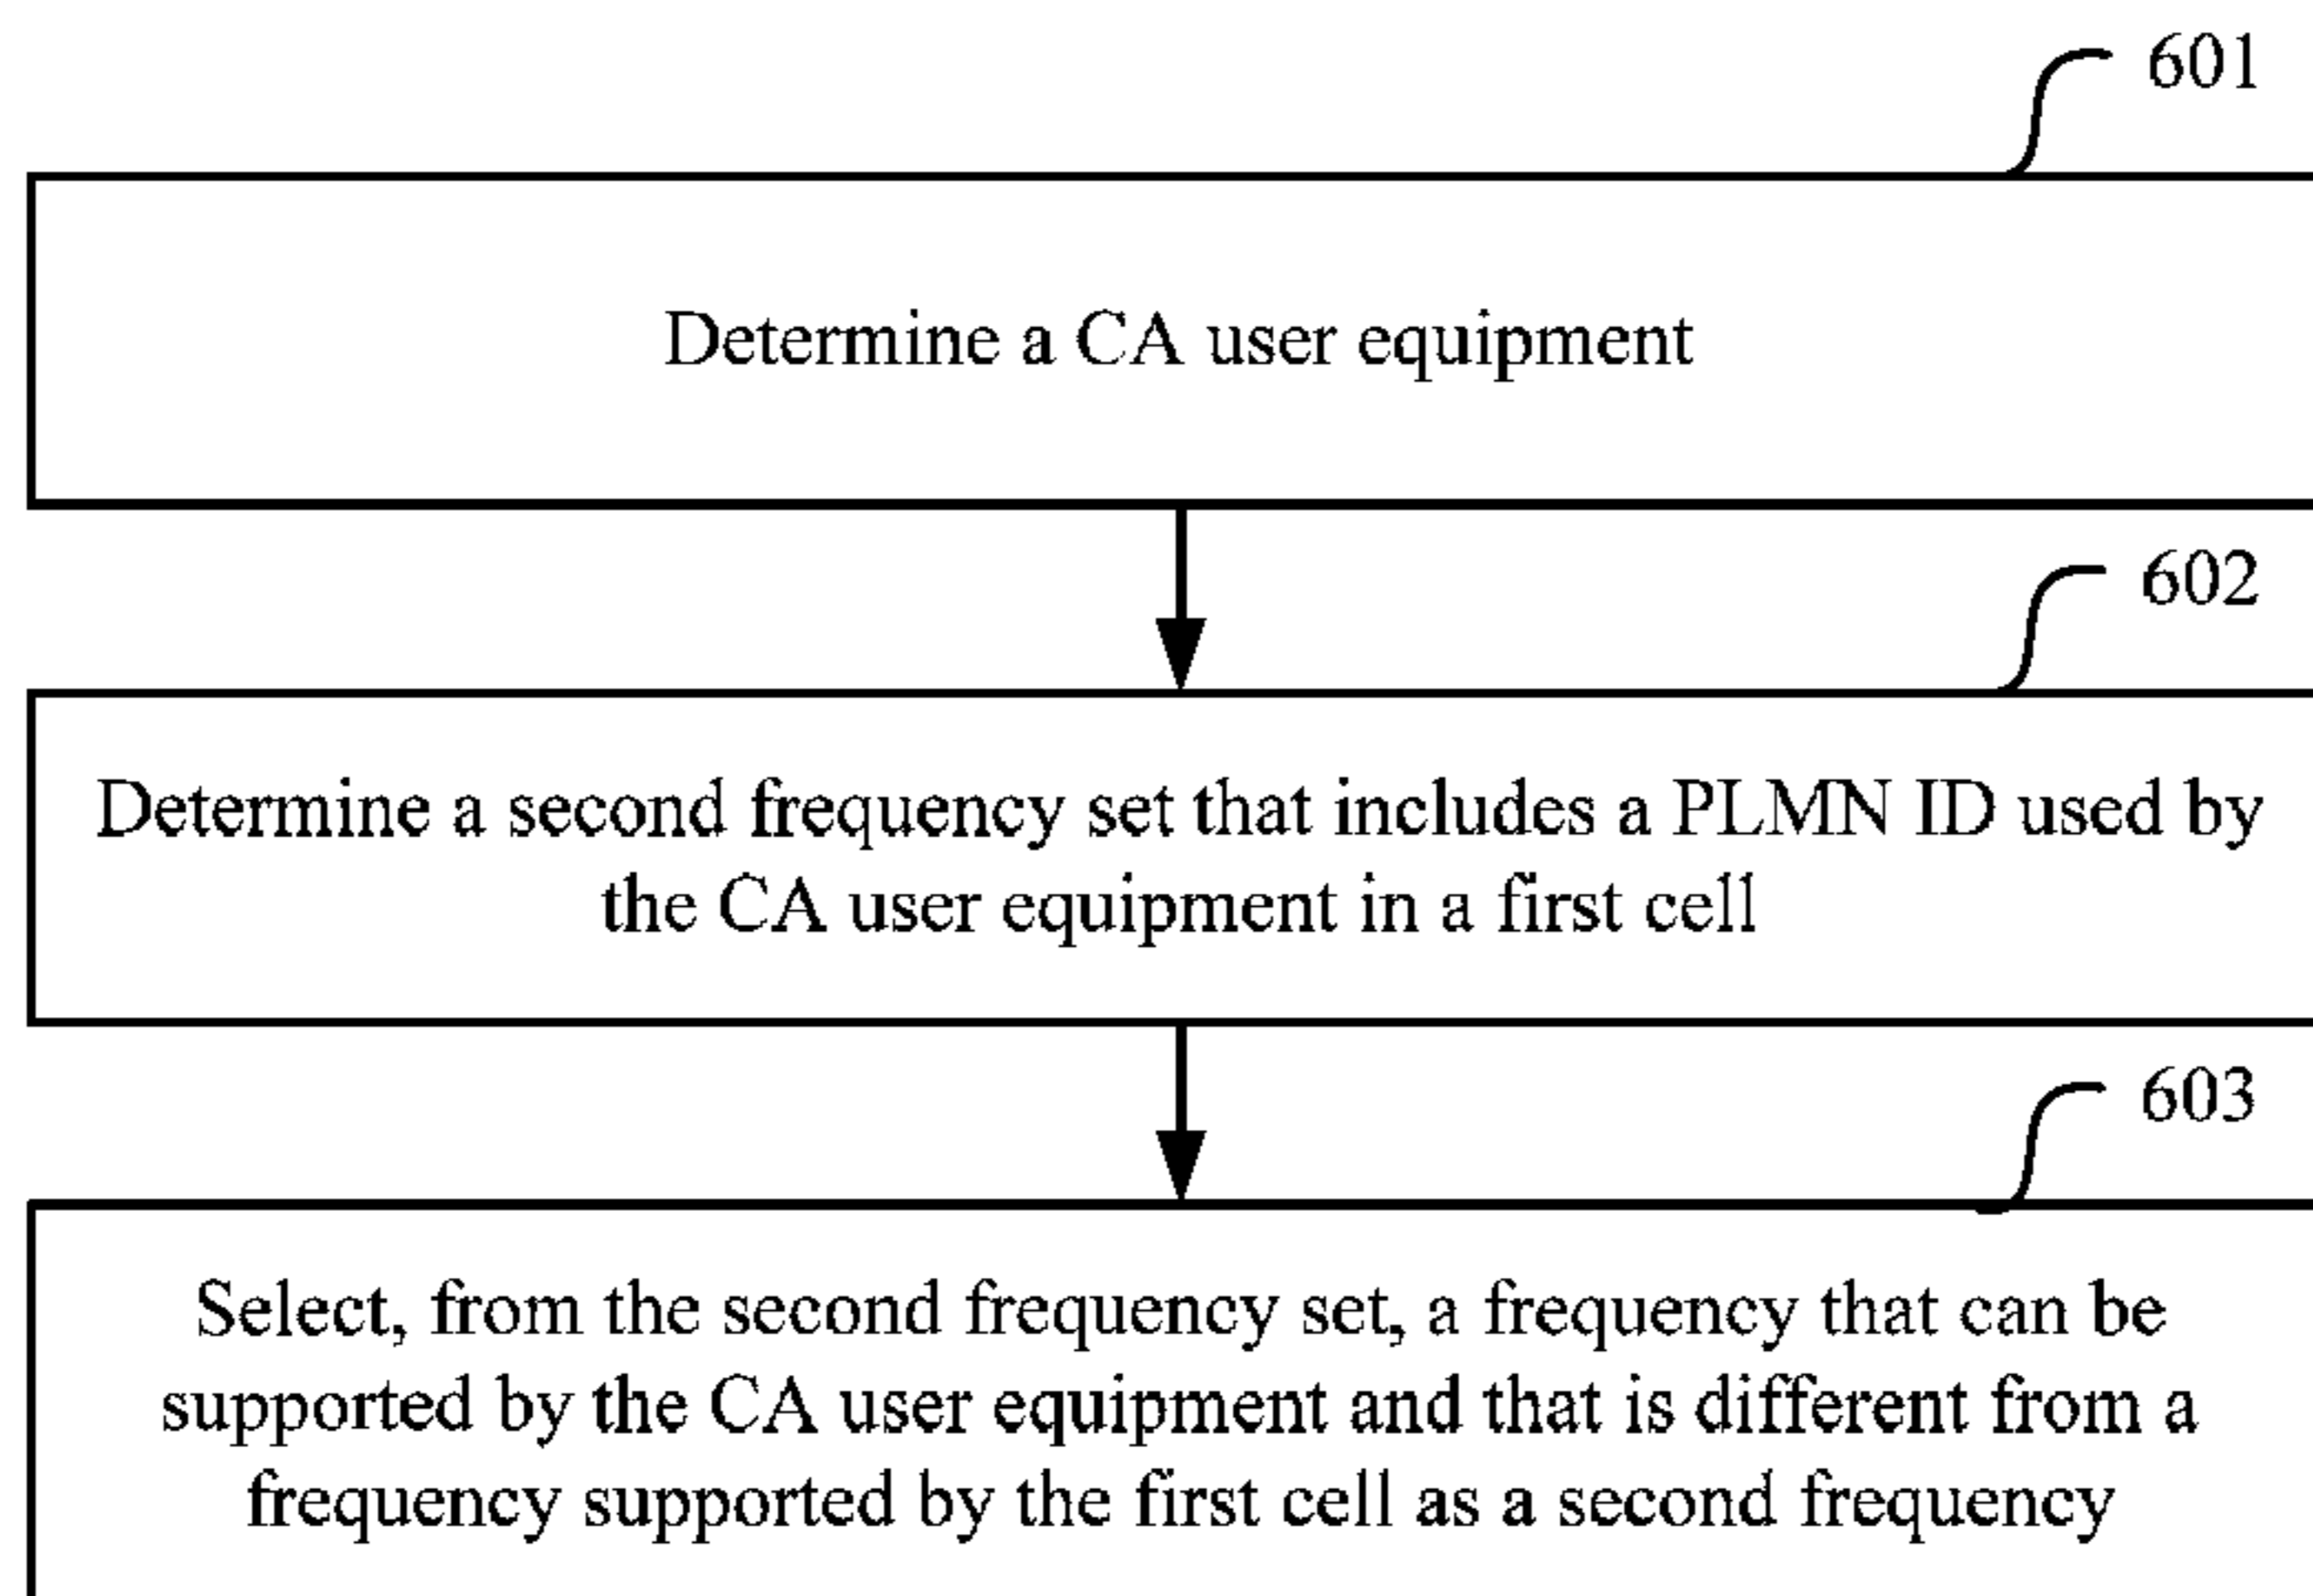 601
Determine a CA user equipment
602
Determine a second frequency set that includes a PLMN ID used by
the CA user equipment in a first cell
603
Select, from the second frequency set, a frequency that can be
supported by the CA user equipment and that is different from a
frequency supported by the first cell as a second frequency